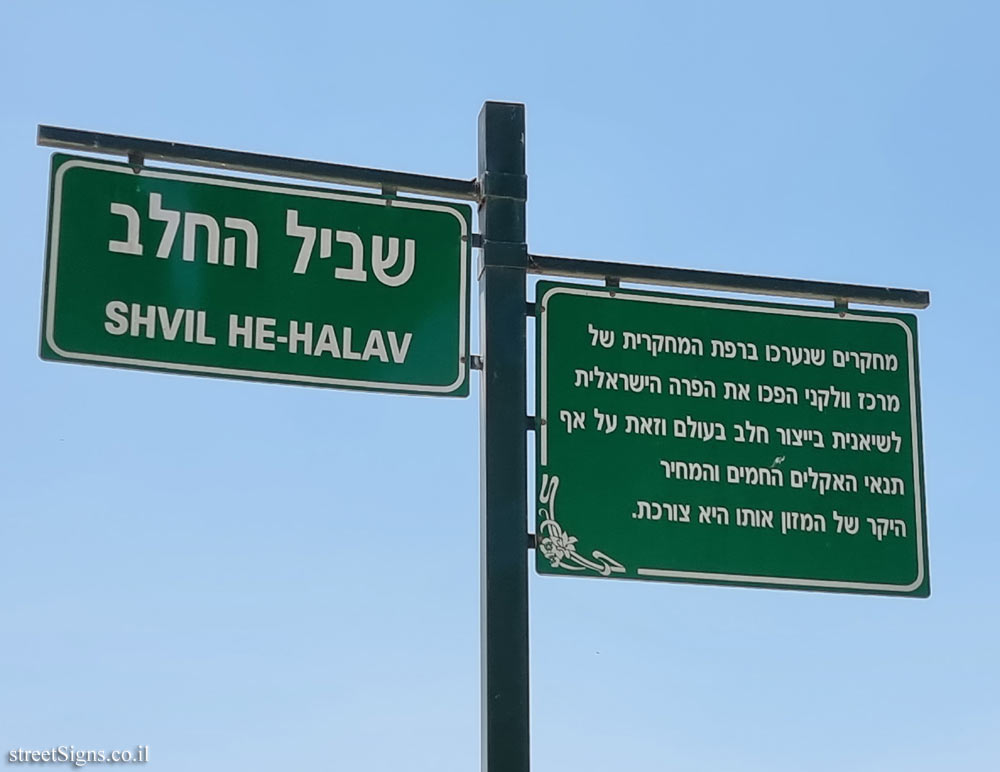 שביל החלב
SHVIL HE-HALAV
מחקרים שנערכו ברפת המחקרית של
מרכז וולקני הפכו את הפרה הישראלית
לשיאנית בייצור חלב בעולם וזאת על אף
תנאי האקלים החמים והמחיר
היקר של המזון אותו היא צורכת.
streetSigns.co.il